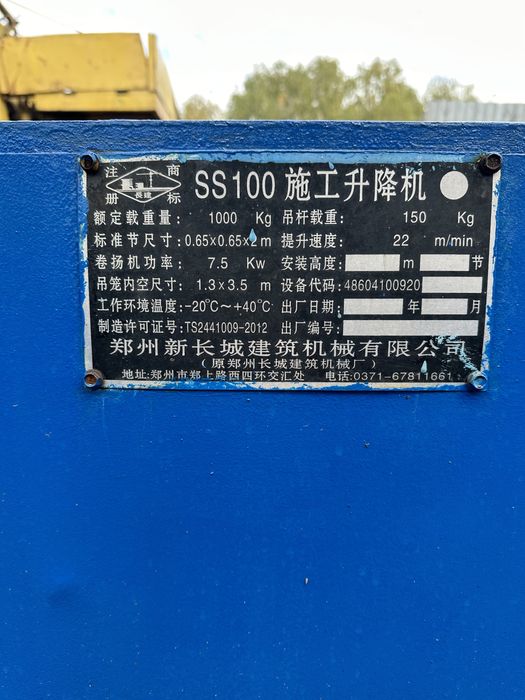 注册 商标 長建 SS100 施工升降机
额定载重量: 1000 Kg 吊杆载重: 150 Kg
标准节尺寸:0.65x0.65x2 m 提升速度: 22 m/min
卷扬机功率: 7.5 Kw 安装高度: m 节
吊笼内空尺寸: 1.3x3.5 m 设备代码:48604100920
工作环境温度:-20℃~+40℃ 出厂日期: 年 月
制造许可证号:TS2441009-2012 出厂编号:
郑州新长城建筑机械有限公司
(原郑州长城建筑机械厂)
地址:郑州市郑上路西四环交汇处 电话:0371-67811661